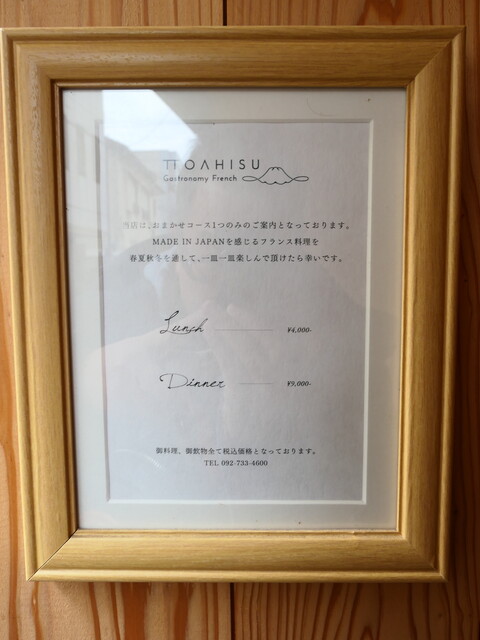 TTOAHISU
Gastronomy French
当店は、おまかせコース1つのみのご案内となっております。
MADE IN JAPANを感じるフランス料理を
春夏秋冬を通して、一皿一皿楽しんで頂けたら幸いです。
Lunch ¥4,000-
Dinner ¥9,000-
御料理、御飲物全て税込価格となっております。
TEL 092-733-4600